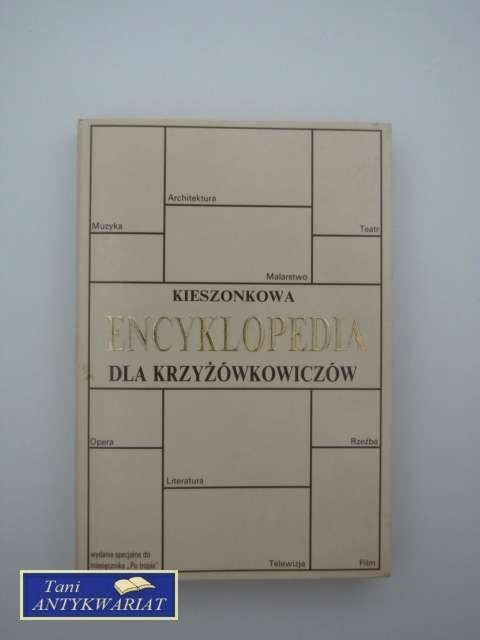 Architektura
Muzyka
Teatr
Malarstwo
KIESZONKOWA
ENCYKLOPEDIA
DLA KRZYŻÓWKOWICZÓW
Opera
Rzeźba
Literatura
wydanie specjalne do
miesięcznika „Po tropie”
Telewizja
Film
Tani
ANTYKWARIAT